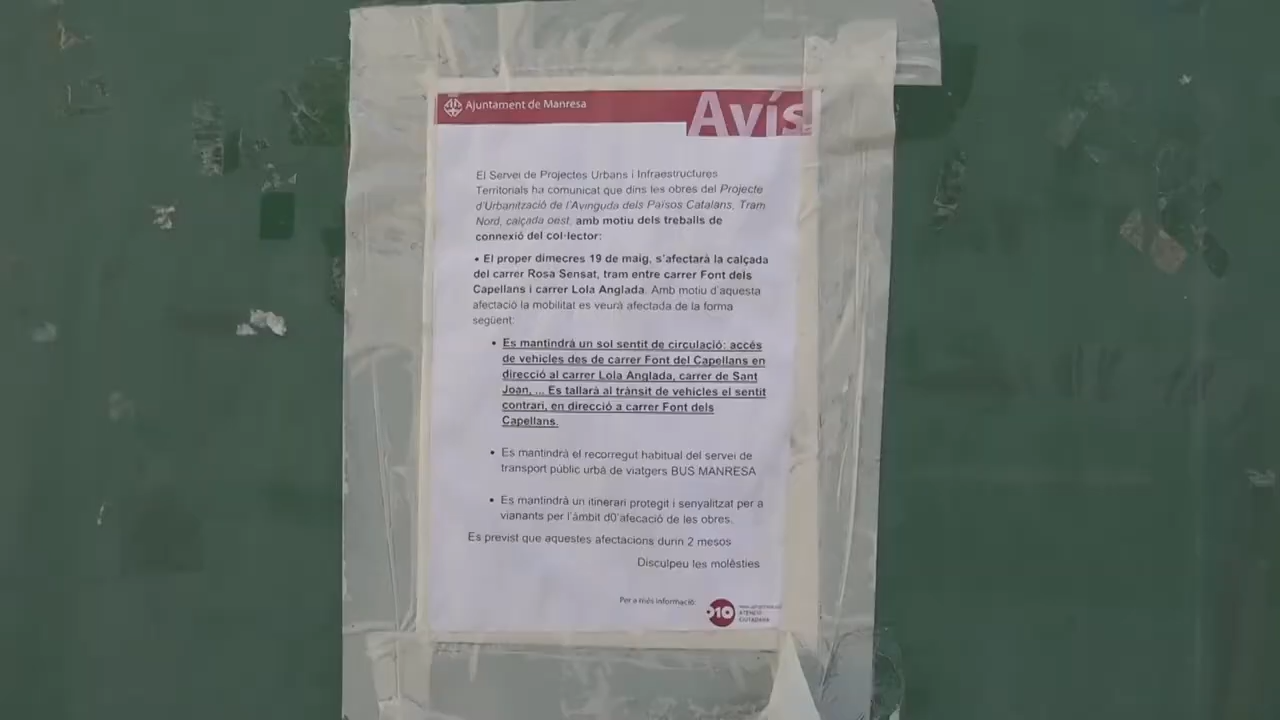 Ajuntament de Manresa
Avís
El Servei de Projectes Urbans i Infraestructures
Territorials ha comunicat que dins les obres del Projecte
d'Urbanització de l'Avinguda dels Països Catalans, Tram
Nord, calçada oest, amb motiu dels treballs de
connexió del col·lector:
• El proper dimecres 19 de maig, s'afectarà la calçada
del carrer Rosa Sensat, tram entre carrer Font dels
Capellans i carrer Lola Anglada. Amb motiu d'aquesta
afectació la mobilitat es veurà afectada de la forma
següent:
• Es mantindrà un sol sentit de circulació: accés
de vehicles des de carrer Font del Capellans en
direcció al carrer Lola Anglada, carrer de Sant
Joan, ... Es tallarà al trànsit de vehicles el sentit
contrari, en direcció a carrer Font dels
Capellans.
• Es mantindrà el recorregut habitual del servei de
transport públic urbà de viatgers BUS MANRESA
• Es mantindrà un itinerari protegit i senyalitzat per a
vianants per l'àmbit d0'afecació de les obres.
Es previst que aquestes afectacions durin 2 mesos
Disculpeu les molèsties
Per a més informació:
010
ATENCIÓ
CIUTADANA